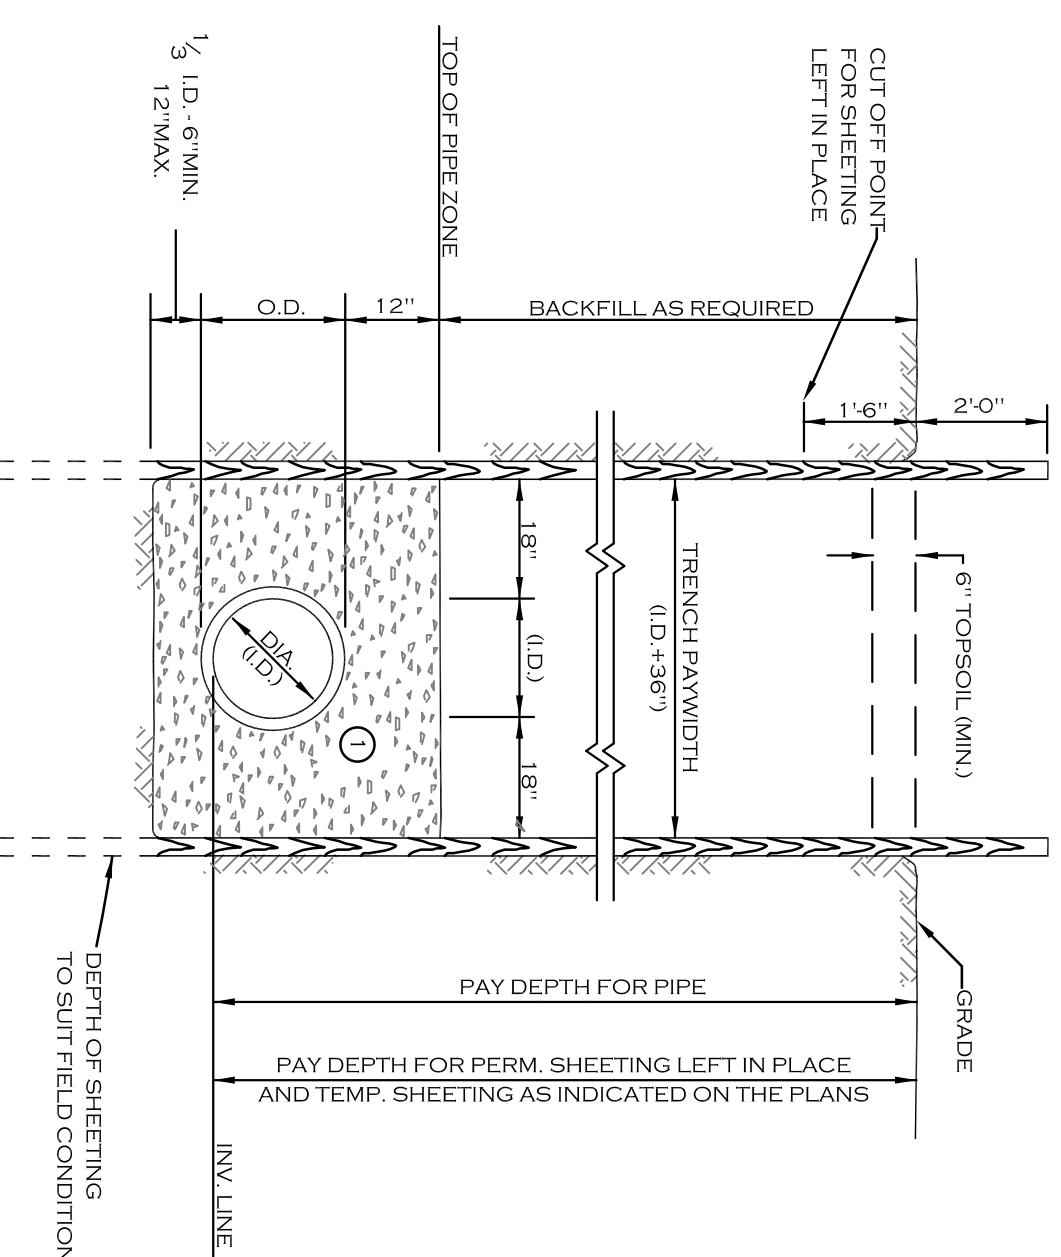 CUT OFF POINT
FOR SHEETING
LEFT IN PLACE
TOP OF PIPE ZONE
1/3 I.D.- 6"MIN.
12"MAX.
O.D.
12"
BACKFILL AS REQUIRED
1'-6"
2'-0"
18"
(I.D.)
18"
TRENCH PAYWIDTH
(I.D.+36")
6" TOPSOIL (MIN.)
DIA.
(I.D.)
1
GRADE
PAY DEPTH FOR PIPE
PAY DEPTH FOR PERM. SHEETING LEFT IN PLACE
AND TEMP. SHEETING AS INDICATED ON THE PLANS
INV. LINE
DEPTH OF SHEETING
TO SUIT FIELD CONDITION